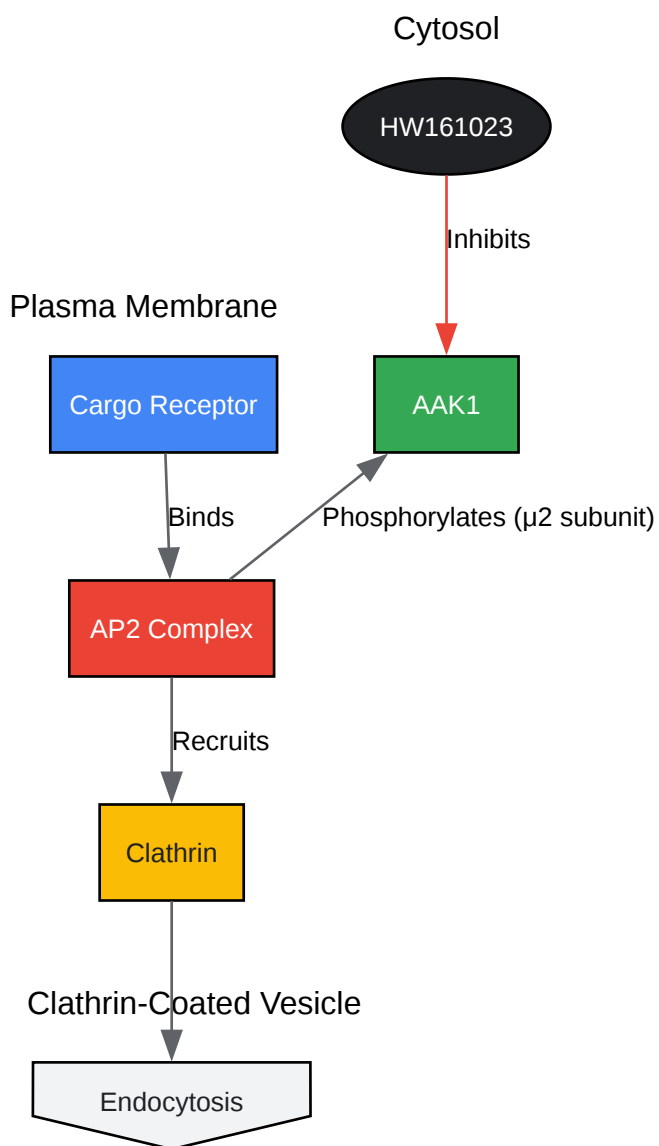 Cytosol
HW161023
Inhibits
Plasma Membrane
Cargo Receptor
AAK1
Binds
Phosphorylates (μ2 subunit)
AP2 Complex
Recruits
Clathrin
Clathrin-Coated Vesicle
Endocytosis